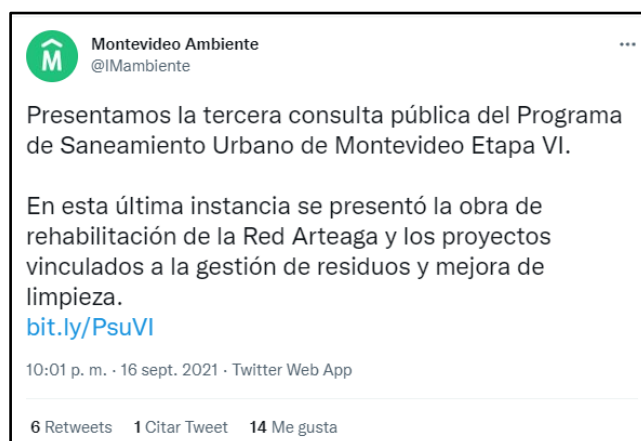 Montevideo Ambiente
@IMambiente
Presentamos la tercera consulta pública del Programa
de Saneamiento Urbano de Montevideo Etapa VI.
En esta última instancia se presentó la obra de
rehabilitación de la Red Arteaga y los proyectos
vinculados a la gestión de residuos y mejora de
limpieza.
bit.ly/PsuVI
10:01 p. m. · 16 sept. 2021 · Twitter Web App
6 Retweets 1 Citar Tweet 14 Me gusta